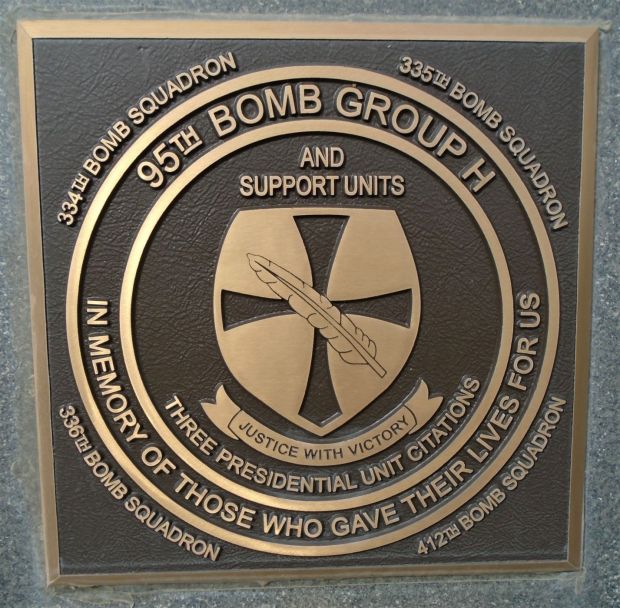 334TH BOMB SQUADRON
335TH BOMB SQUADRON
95TH BOMB GROUP H
AND
SUPPORT UNITS
JUSTICE WITH VICTORY
THREE PRESIDENTIAL UNIT CITATIONS
IN MEMORY OF THOSE WHO GAVE THEIR LIVES FOR US
336TH BOMB SQUADRON
412TH BOMB SQUADRON